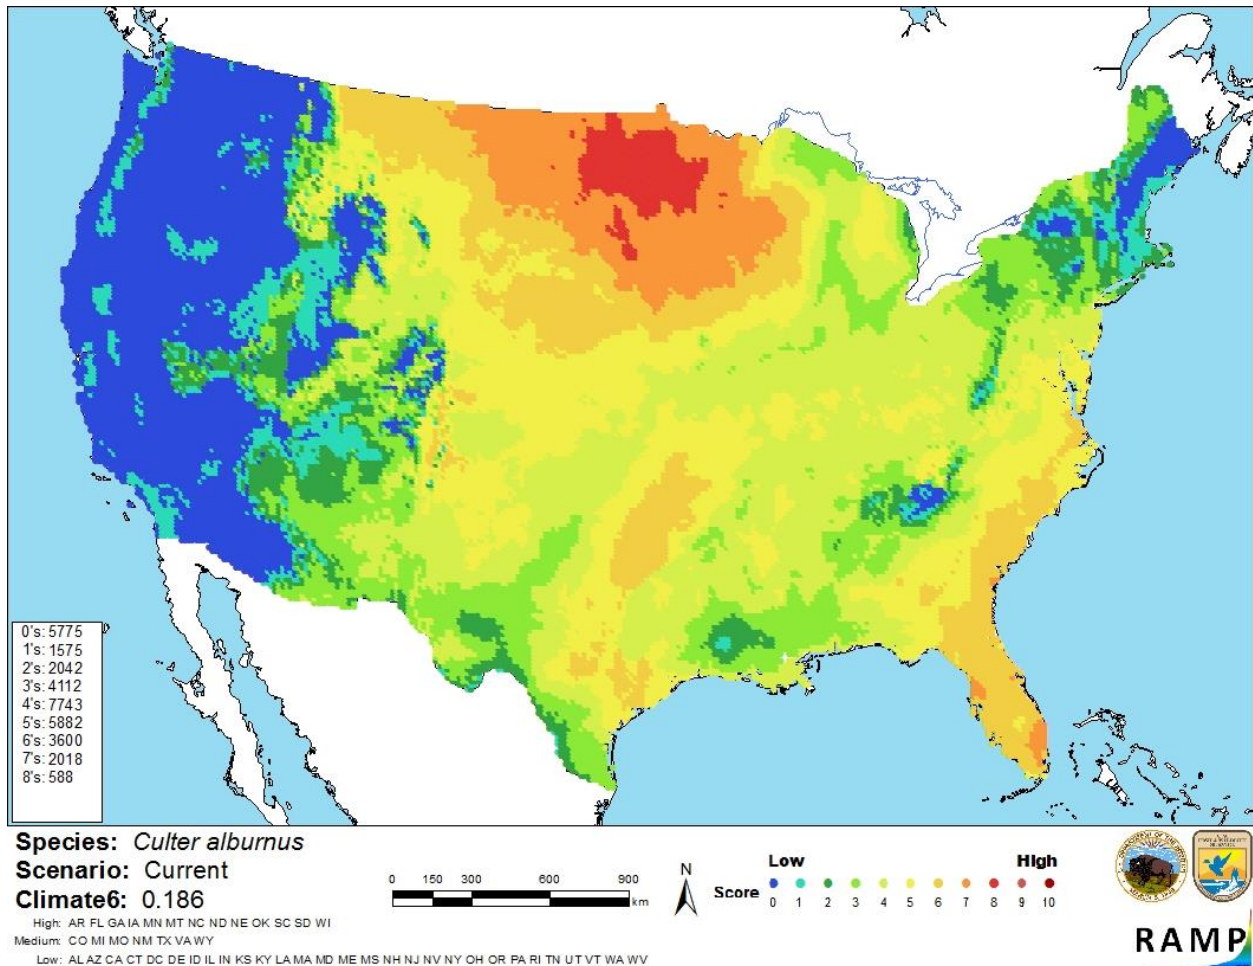 0's: 5775
1's: 1575
2's: 2042
3's: 4112
4's: 7743
5's: 5882
6's: 3600
7's: 2018
8's: 588
Species: Culter alburnus
Scenario: Current
Climate6: 0.186
High: AR FL GA IA MN MT NC ND NE OK SC SD WI
Medium: CO MI MO NM TX VA WY
Low: AL AZ CA CT DC DE ID IL IN KS KY LA MA MD ME MS NH NJ NV NY OH OR PA RI TN UT VT WA WV
0 150 300 600 900
km
N
Low High
Score 0 1 2 3 4 5 6 7 8 9 10
RAMP